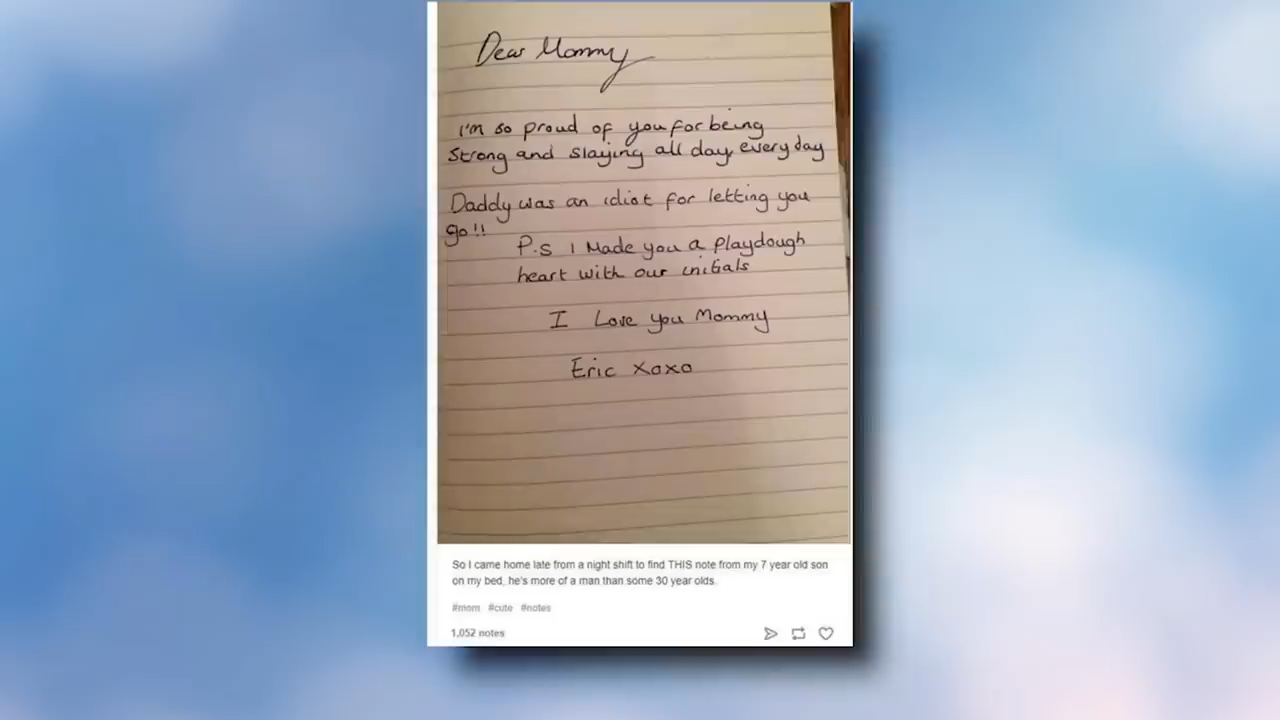 Dear Mommy
I'm so proud of you for being
strong and slaying all day, every day
Daddy was an idiot for letting you
go!!
P.S I Made you a playdough
heart with our initials
I Love you Mommy
Eric xoxo
So I came home late from a night shift to find THIS note from my 7 year old son
on my bed, he's more of a man than some 30 year olds.
#mom #cute #notes
1,052 notes